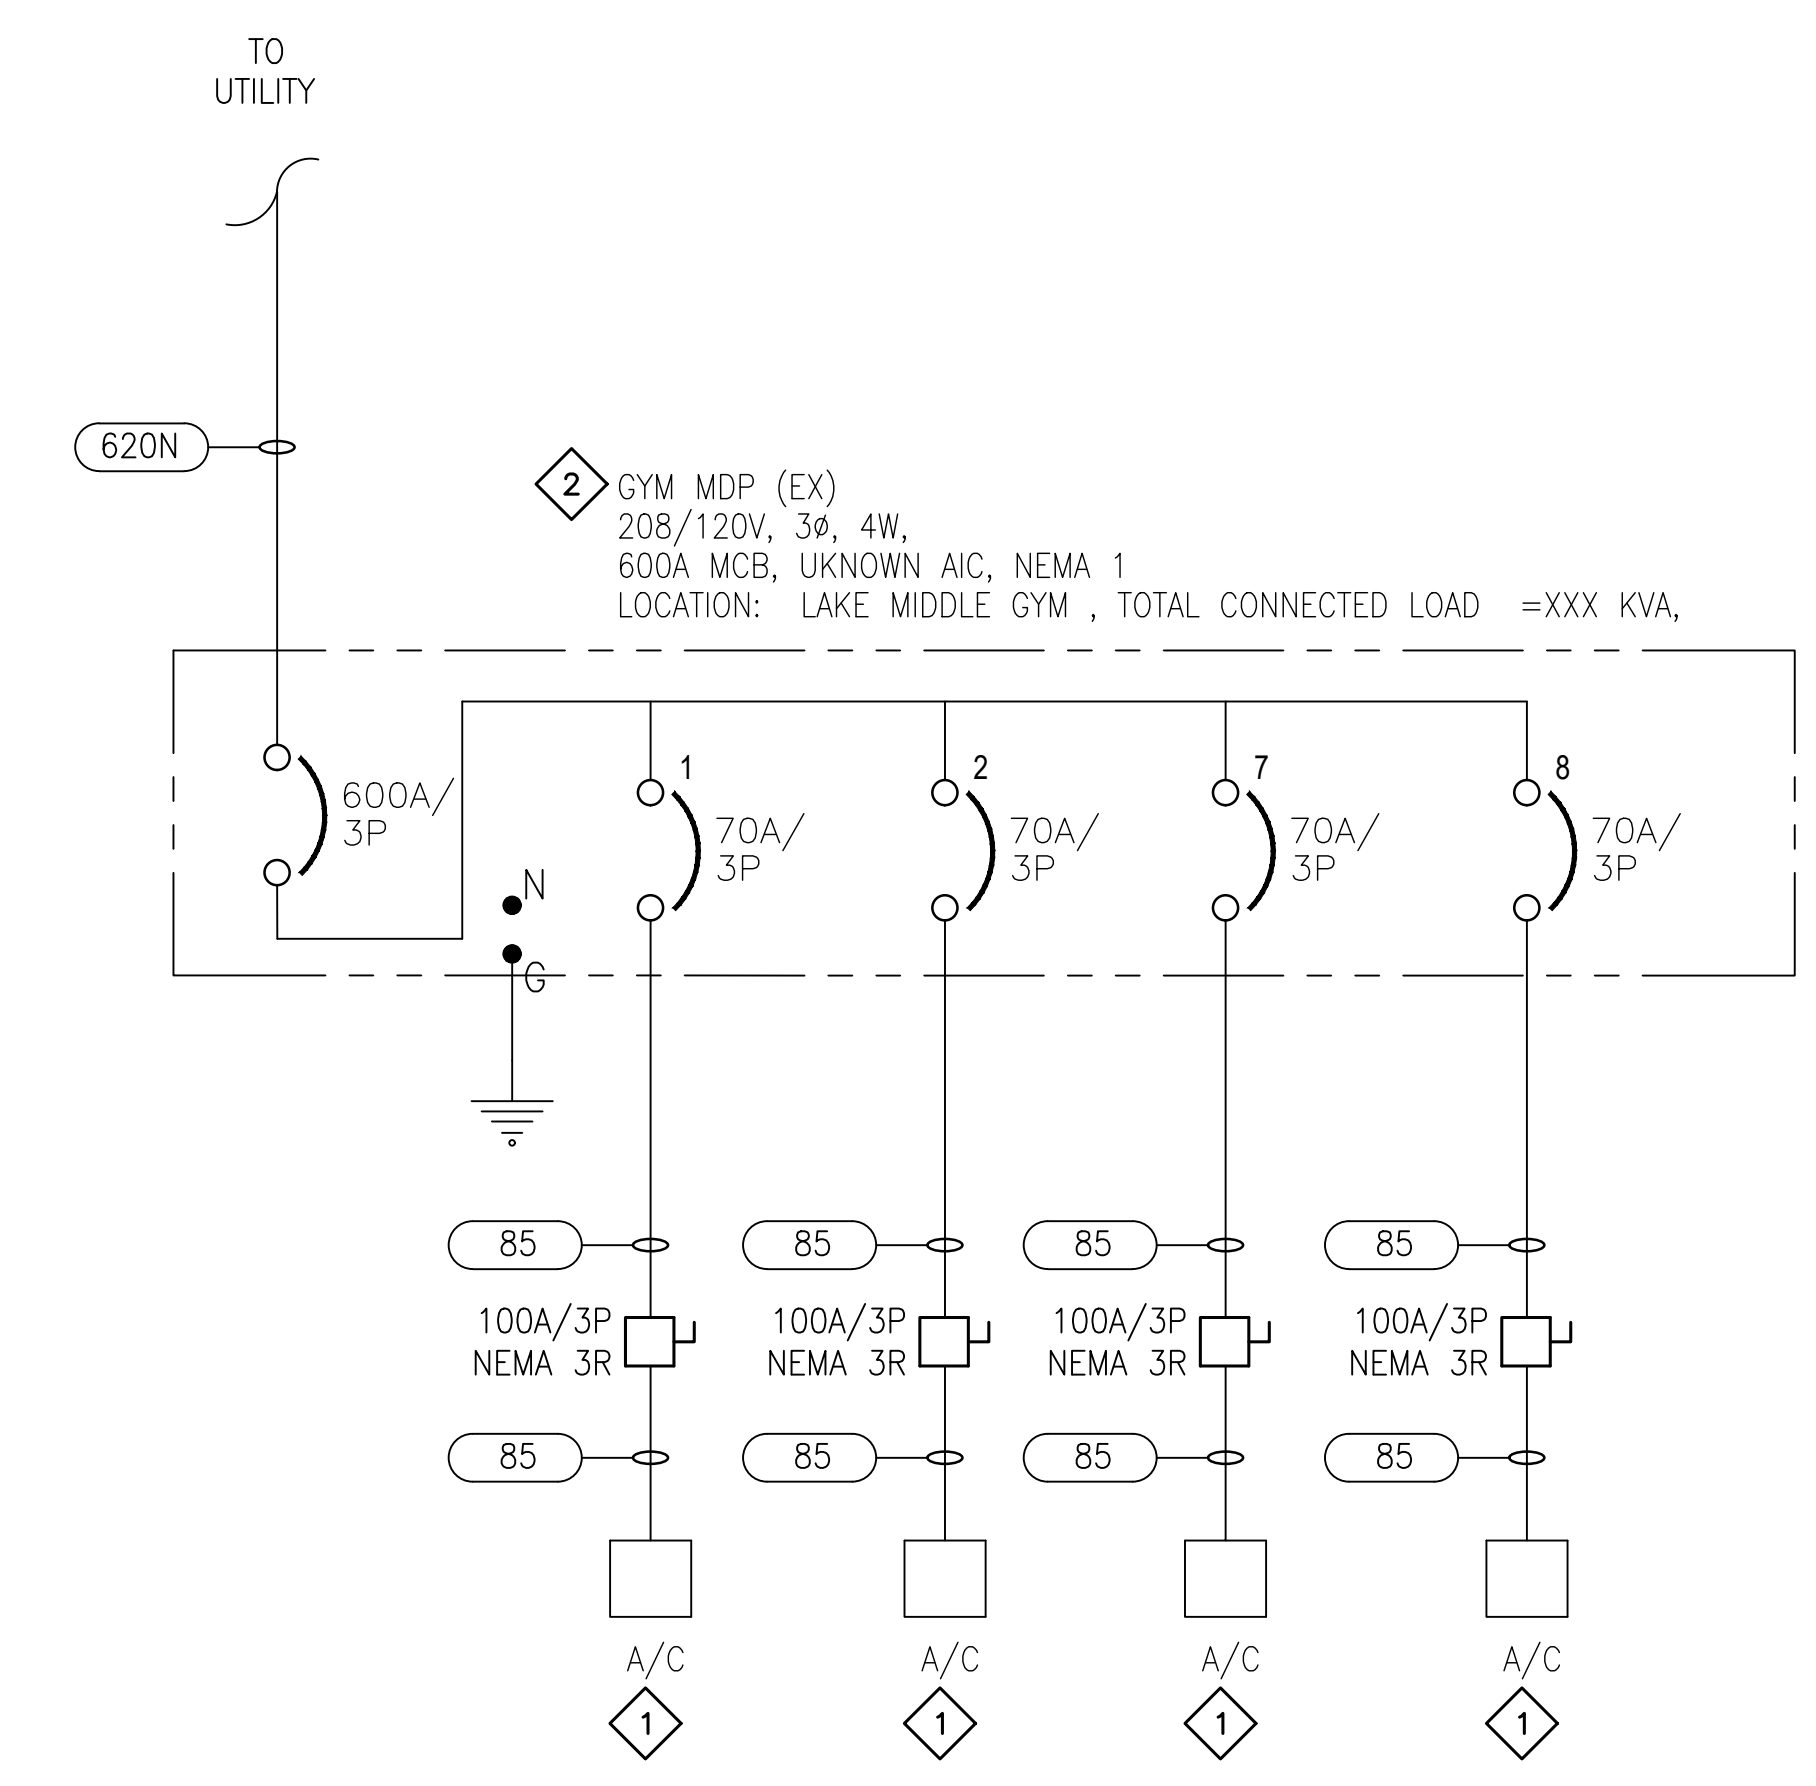 TO
UTILITY
620N
2
GYM MDP (EX)
208/120V, 3ø, 4W,
600A MCB, UKNOWN AIC, NEMA 1
LOCATION: LAKE MIDDLE GYM , TOTAL CONNECTED LOAD =XXX KVA,
600A/
3P
1
70A/
3P
2
70A/
3P
7
70A/
3P
8
70A/
3P
N
G
85
85
85
85
100A/3P
NEMA 3R
100A/3P
NEMA 3R
100A/3P
NEMA 3R
100A/3P
NEMA 3R
85
85
85
85
A/C
A/C
A/C
A/C
1
1
1
1